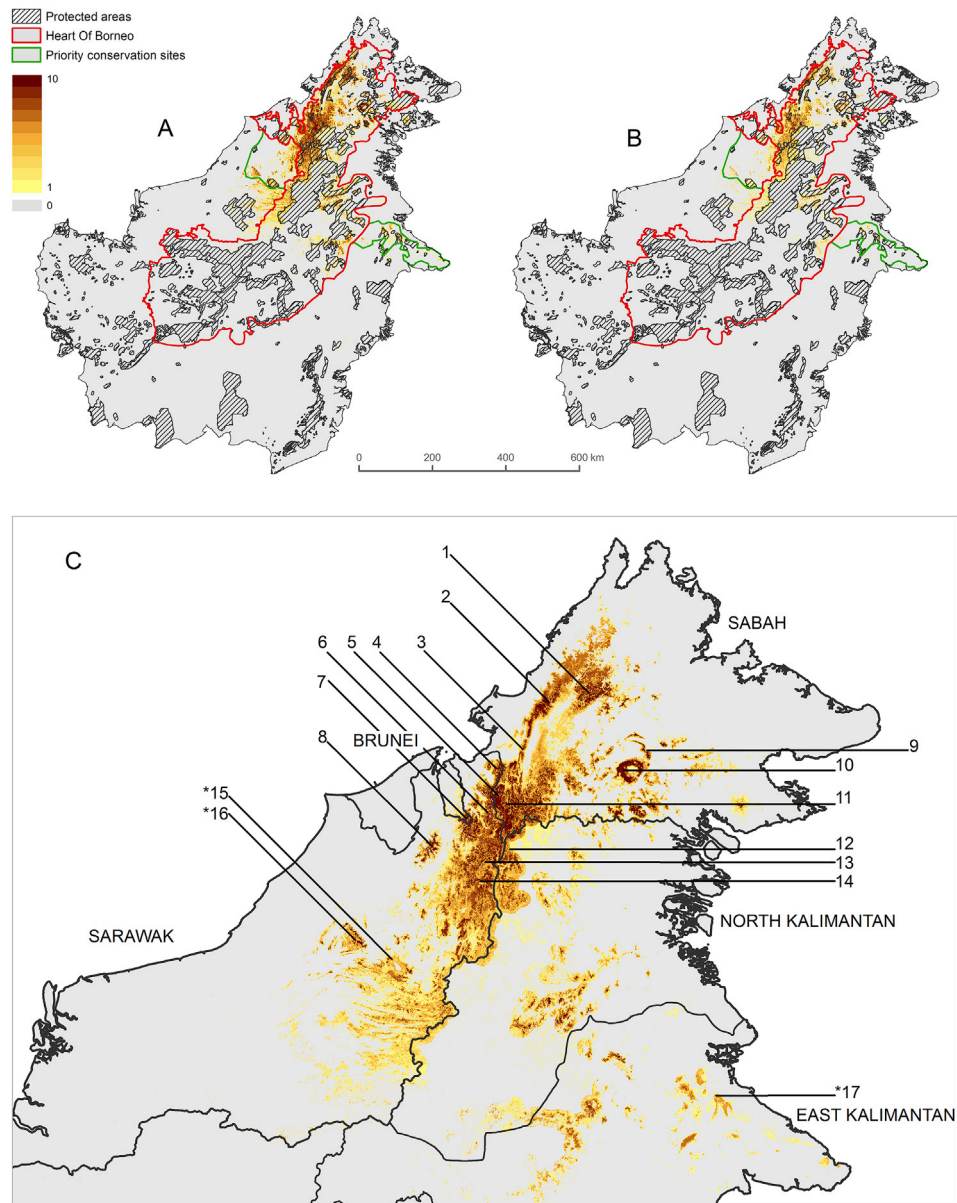 Protected areas
Heart Of Borneo
Priority conservation sites
10
1
0
A
B
0 200 400 600 km
C
1
2
SABAH
6 5 4 3
7
BRUNEI
8
9
10
*15
*16
11
12
13
14
SARAWAK
NORTH KALIMANTAN
*17
EAST KALIMANTAN